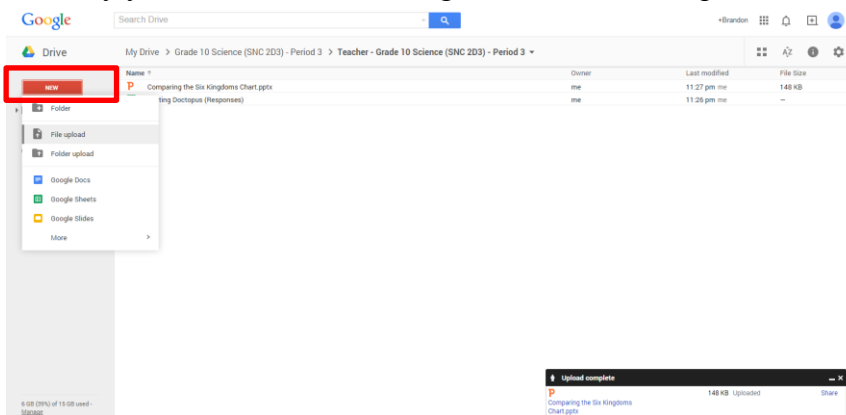 Google
Search Drive
+Brandon
Drive
My Drive > Grade 10 Science (SNC 2D3) - Period 3 > Teacher - Grade 10 Science (SNC 2D3) - Period 3
Name Owner Last modified File Size
NEW
P Comparing the Six Kingdoms Chart.pptx me 11:27 pm me 148 KB
ting Doctopus (Responses) me 11:26 pm me –
Folder
File upload
Folder upload
Google Docs
Google Sheets
Google Slides
More
Upload complete
P 148 KB Uploaded Share
Comparing the Six Kingdoms
Chart.pptx
6 GB (39%) of 15 GB used -
Manage